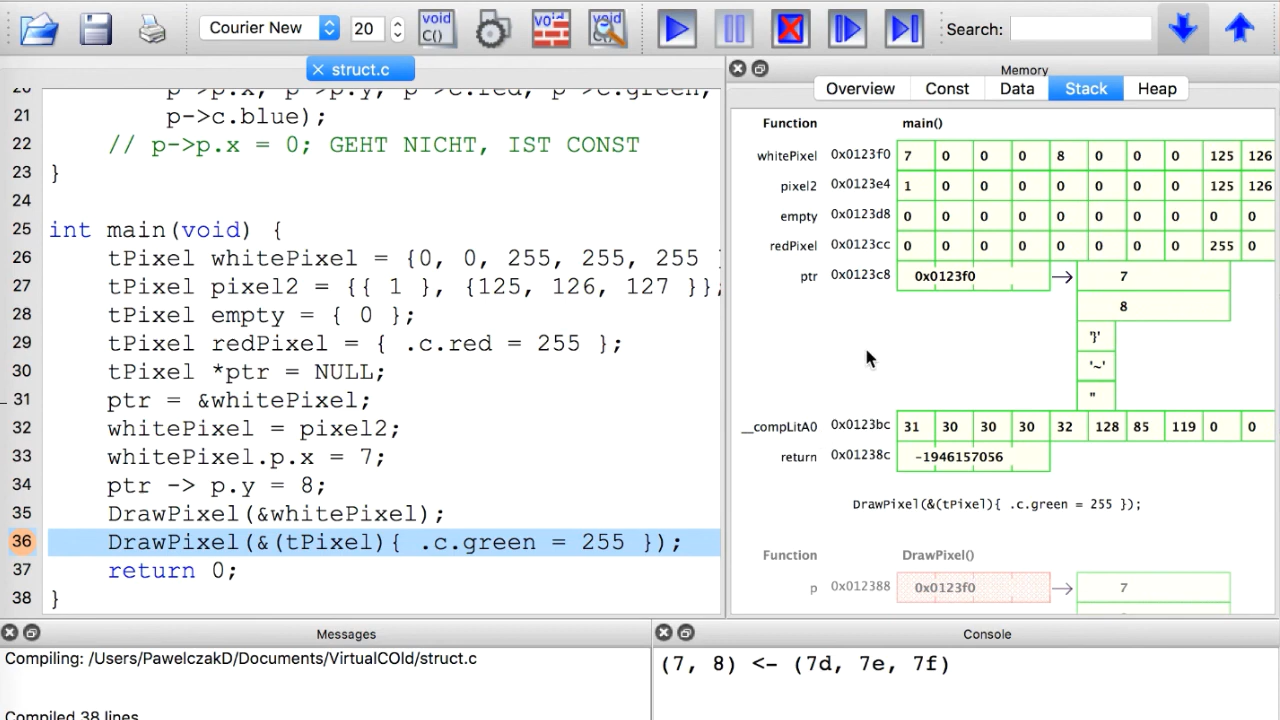 Courier New 20 void C() void void Search:
struct.c
20 p->p.x, p->p.y, p->c.red, p->c.green,
21 p->c.blue);
22 // p->p.x = 0; GEHT NICHT, IST CONST
23 }
24
25 int main(void) {
26 tPixel whitePixel = {0, 0, 255, 255, 255 }
27 tPixel pixel2 = {{ 1 }, {125, 126, 127 }};
28 tPixel empty = { 0 };
29 tPixel redPixel = { .c.red = 255 };
30 tPixel *ptr = NULL;
31 ptr = &whitePixel;
32 whitePixel = pixel2;
33 whitePixel.p.x = 7;
34 ptr -> p.y = 8;
35 DrawPixel(&whitePixel);
36 DrawPixel(&(tPixel){ .c.green = 255 });
37 return 0;
38 }
Memory
Overview Const Data Stack Heap
Function main()
whitePixel 0x0123f0 7 0 0 0 8 0 0 0 125 126
pixel2 0x0123e4 1 0 0 0 0 0 0 0 125 126
empty 0x0123d8 0 0 0 0 0 0 0 0 0 0
redPixel 0x0123cc 0 0 0 0 0 0 0 0 255 0
ptr 0x0123c8 0x0123f0 → 7
8
'}'
'~'
"
__compLitA0 0x0123bc 31 30 30 30 32 128 85 119 0 0
return 0x01238c -1946157056
DrawPixel(&(tPixel){ .c.green = 255 });
Function DrawPixel()
p 0x012388 0x0123f0 → 7
Messages
Compiling: /Users/PawelczakD/Documents/VirtualCOld/struct.c
Compiled 38 lines
Console
(7, 8) <- (7d, 7e, 7f)